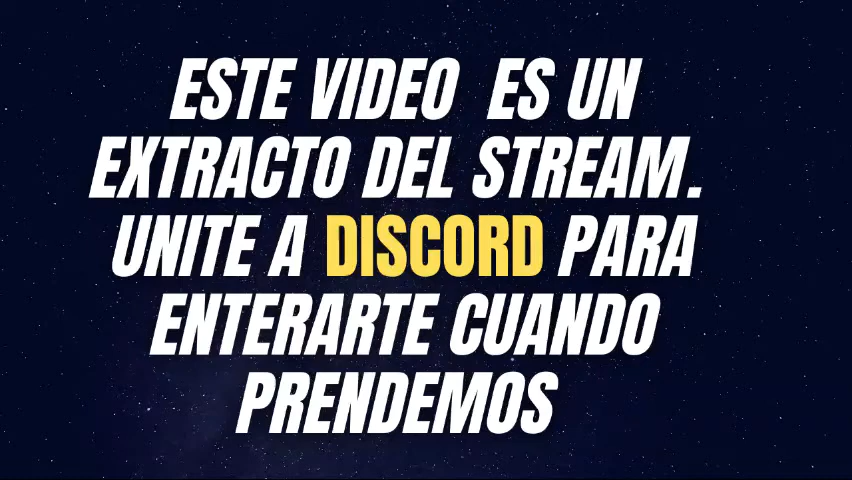 ESTE VIDEO ES UN
EXTRACTO DEL STREAM.
UNITE A DISCORD PARA
ENTERARTE CUANDO
PRENDEMOS